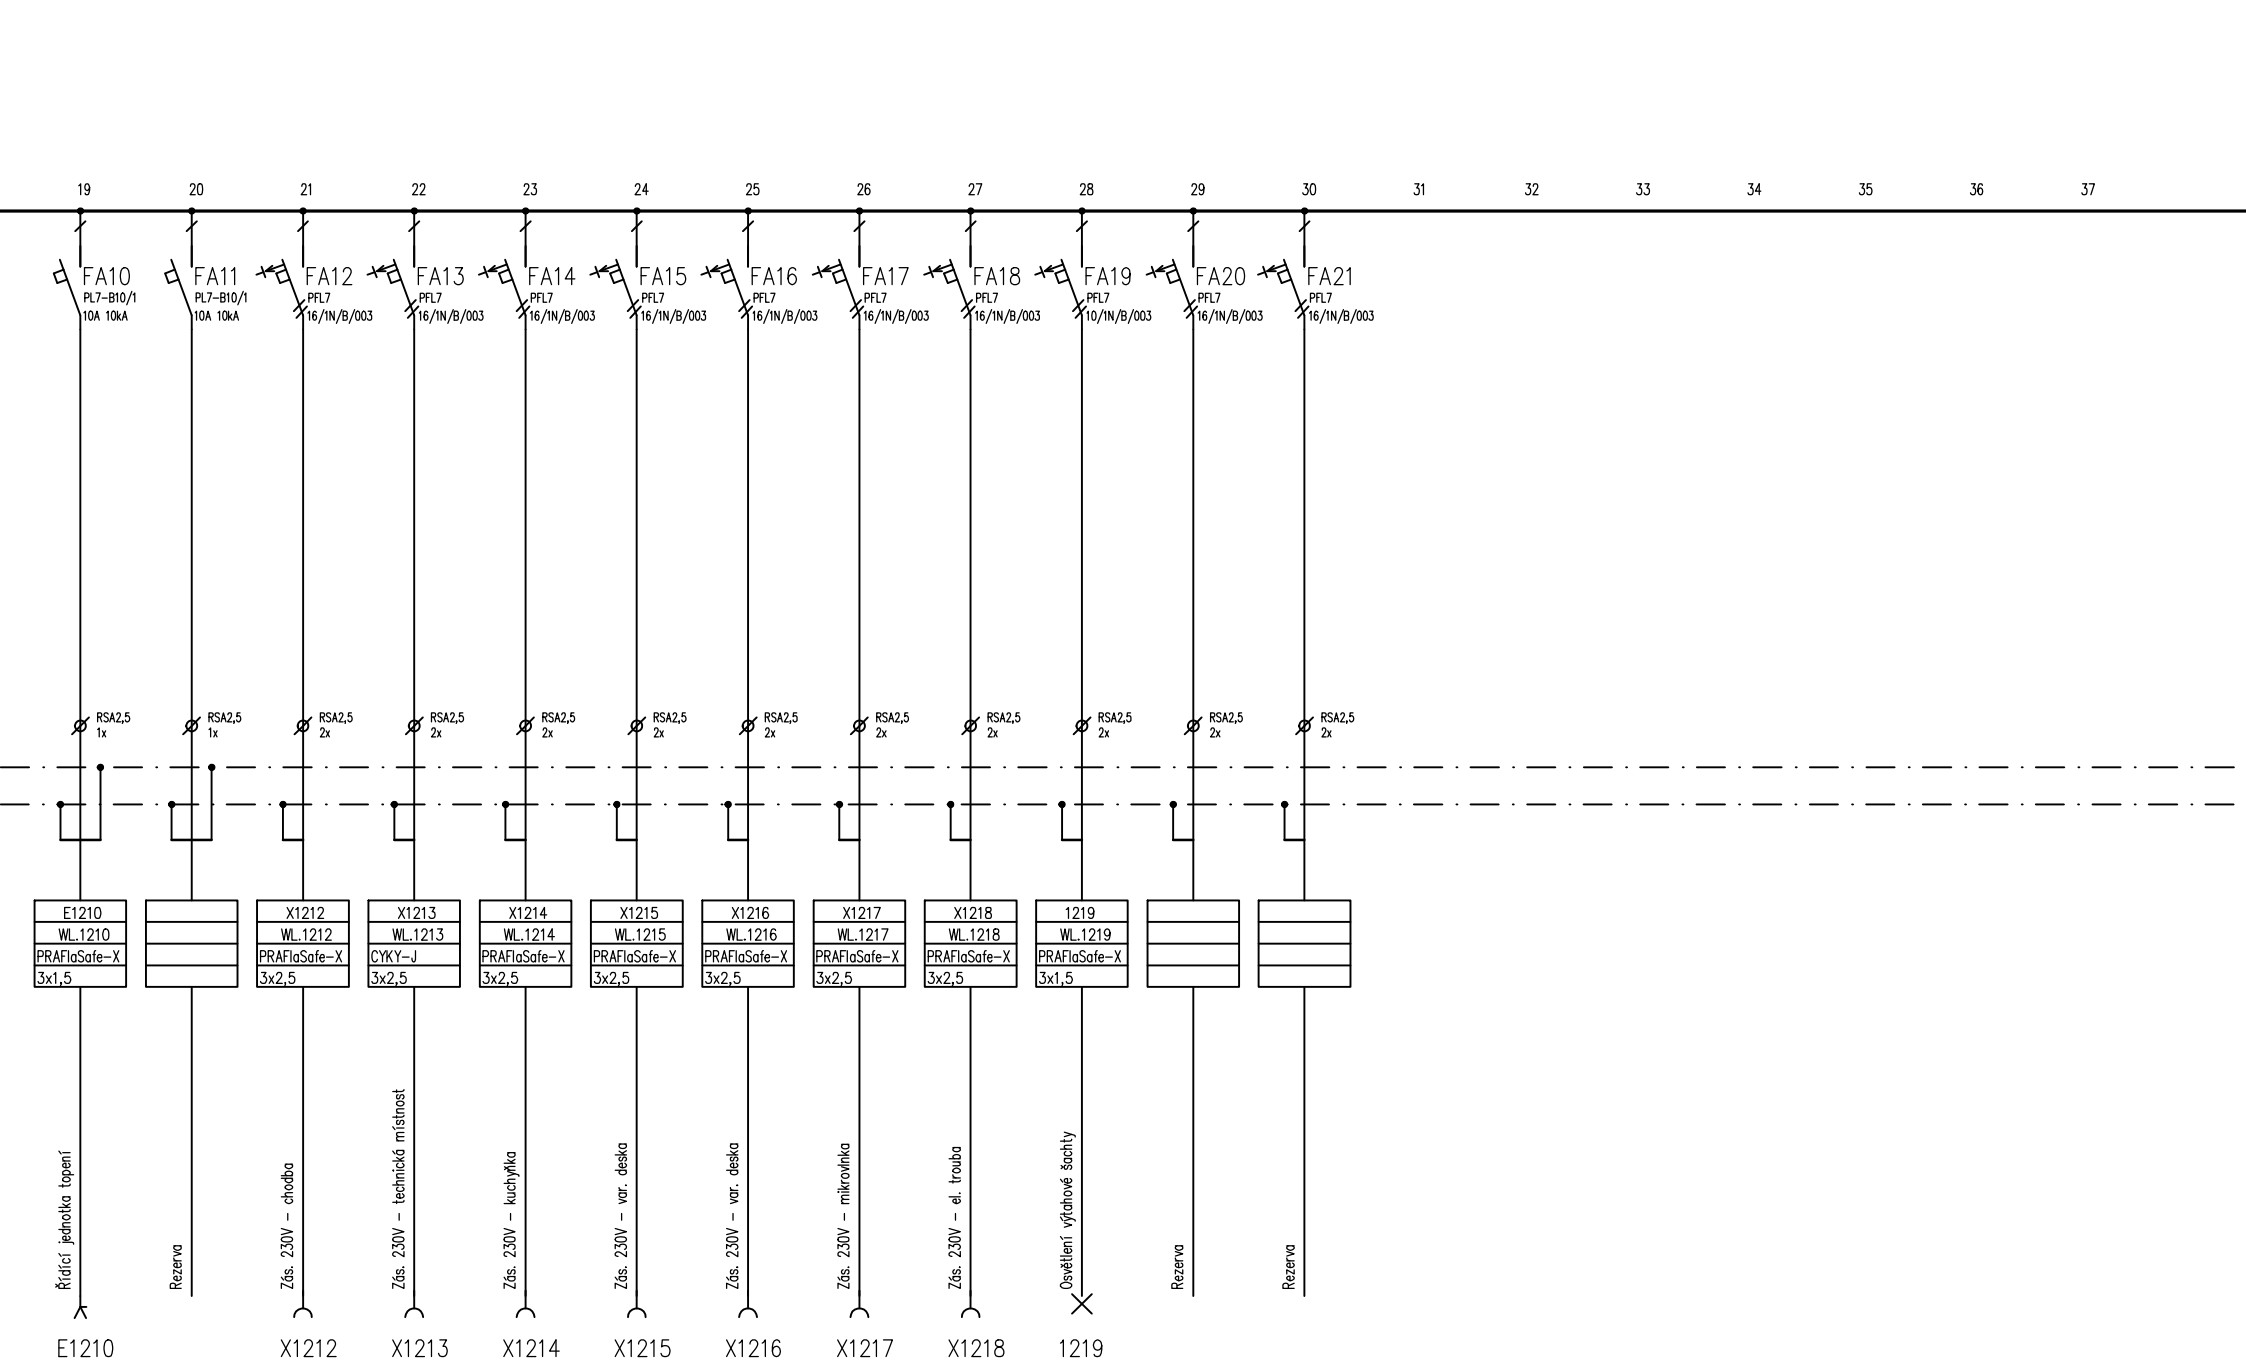 19 20 21 22 23 24 25 26 27 28 29 30 31 32 33 34 35 36 37
FA10 FA11 FA12 FA13 FA14 FA15 FA16 FA17 FA18 FA19 FA20 FA21
PL7-B10/1 PL7-B10/1 PFL7 PFL7 PFL7 PFL7 PFL7 PFL7 PFL7 PFL7 PFL7 PFL7
10A 10kA 10A 10kA 16/1N/B/003 16/1N/B/003 16/1N/B/003 16/1N/B/003 16/1N/B/003 16/1N/B/003 16/1N/B/003 10/1N/B/003 16/1N/B/003 16/1N/B/003
RSA2,5 RSA2,5 RSA2,5 RSA2,5 RSA2,5 RSA2,5 RSA2,5 RSA2,5 RSA2,5 RSA2,5 RSA2,5 RSA2,5
1x 1x 2x 2x 2x 2x 2x 2x 2x 2x 2x 2x
E1210 X1212 X1213 X1214 X1215 X1216 X1217 X1218 1219
WL.1210 WL.1212 WL.1213 WL.1214 WL.1215 WL.1216 WL.1217 WL.1218 WL.1219
PRAFlaSafe-X PRAFlaSafe-X CYKY-J PRAFlaSafe-X PRAFlaSafe-X PRAFlaSafe-X PRAFlaSafe-X PRAFlaSafe-X PRAFlaSafe-X
3x1,5 3x2,5 3x2,5 3x2,5 3x2,5 3x2,5 3x2,5 3x2,5 3x1,5
Řídící jednotka topení
Rezerva
Zás. 230V - chodba
Zás. 230V - technická místnost
Zás. 230V - kuchyňka
Zás. 230V - var. deska
Zás. 230V - var. deska
Zás. 230V - mikrovlnka
Zás. 230V - el. trouba
Osvětlení výtahové šachty
Rezerva
Rezerva
E1210 X1212 X1213 X1214 X1215 X1216 X1217 X1218 1219